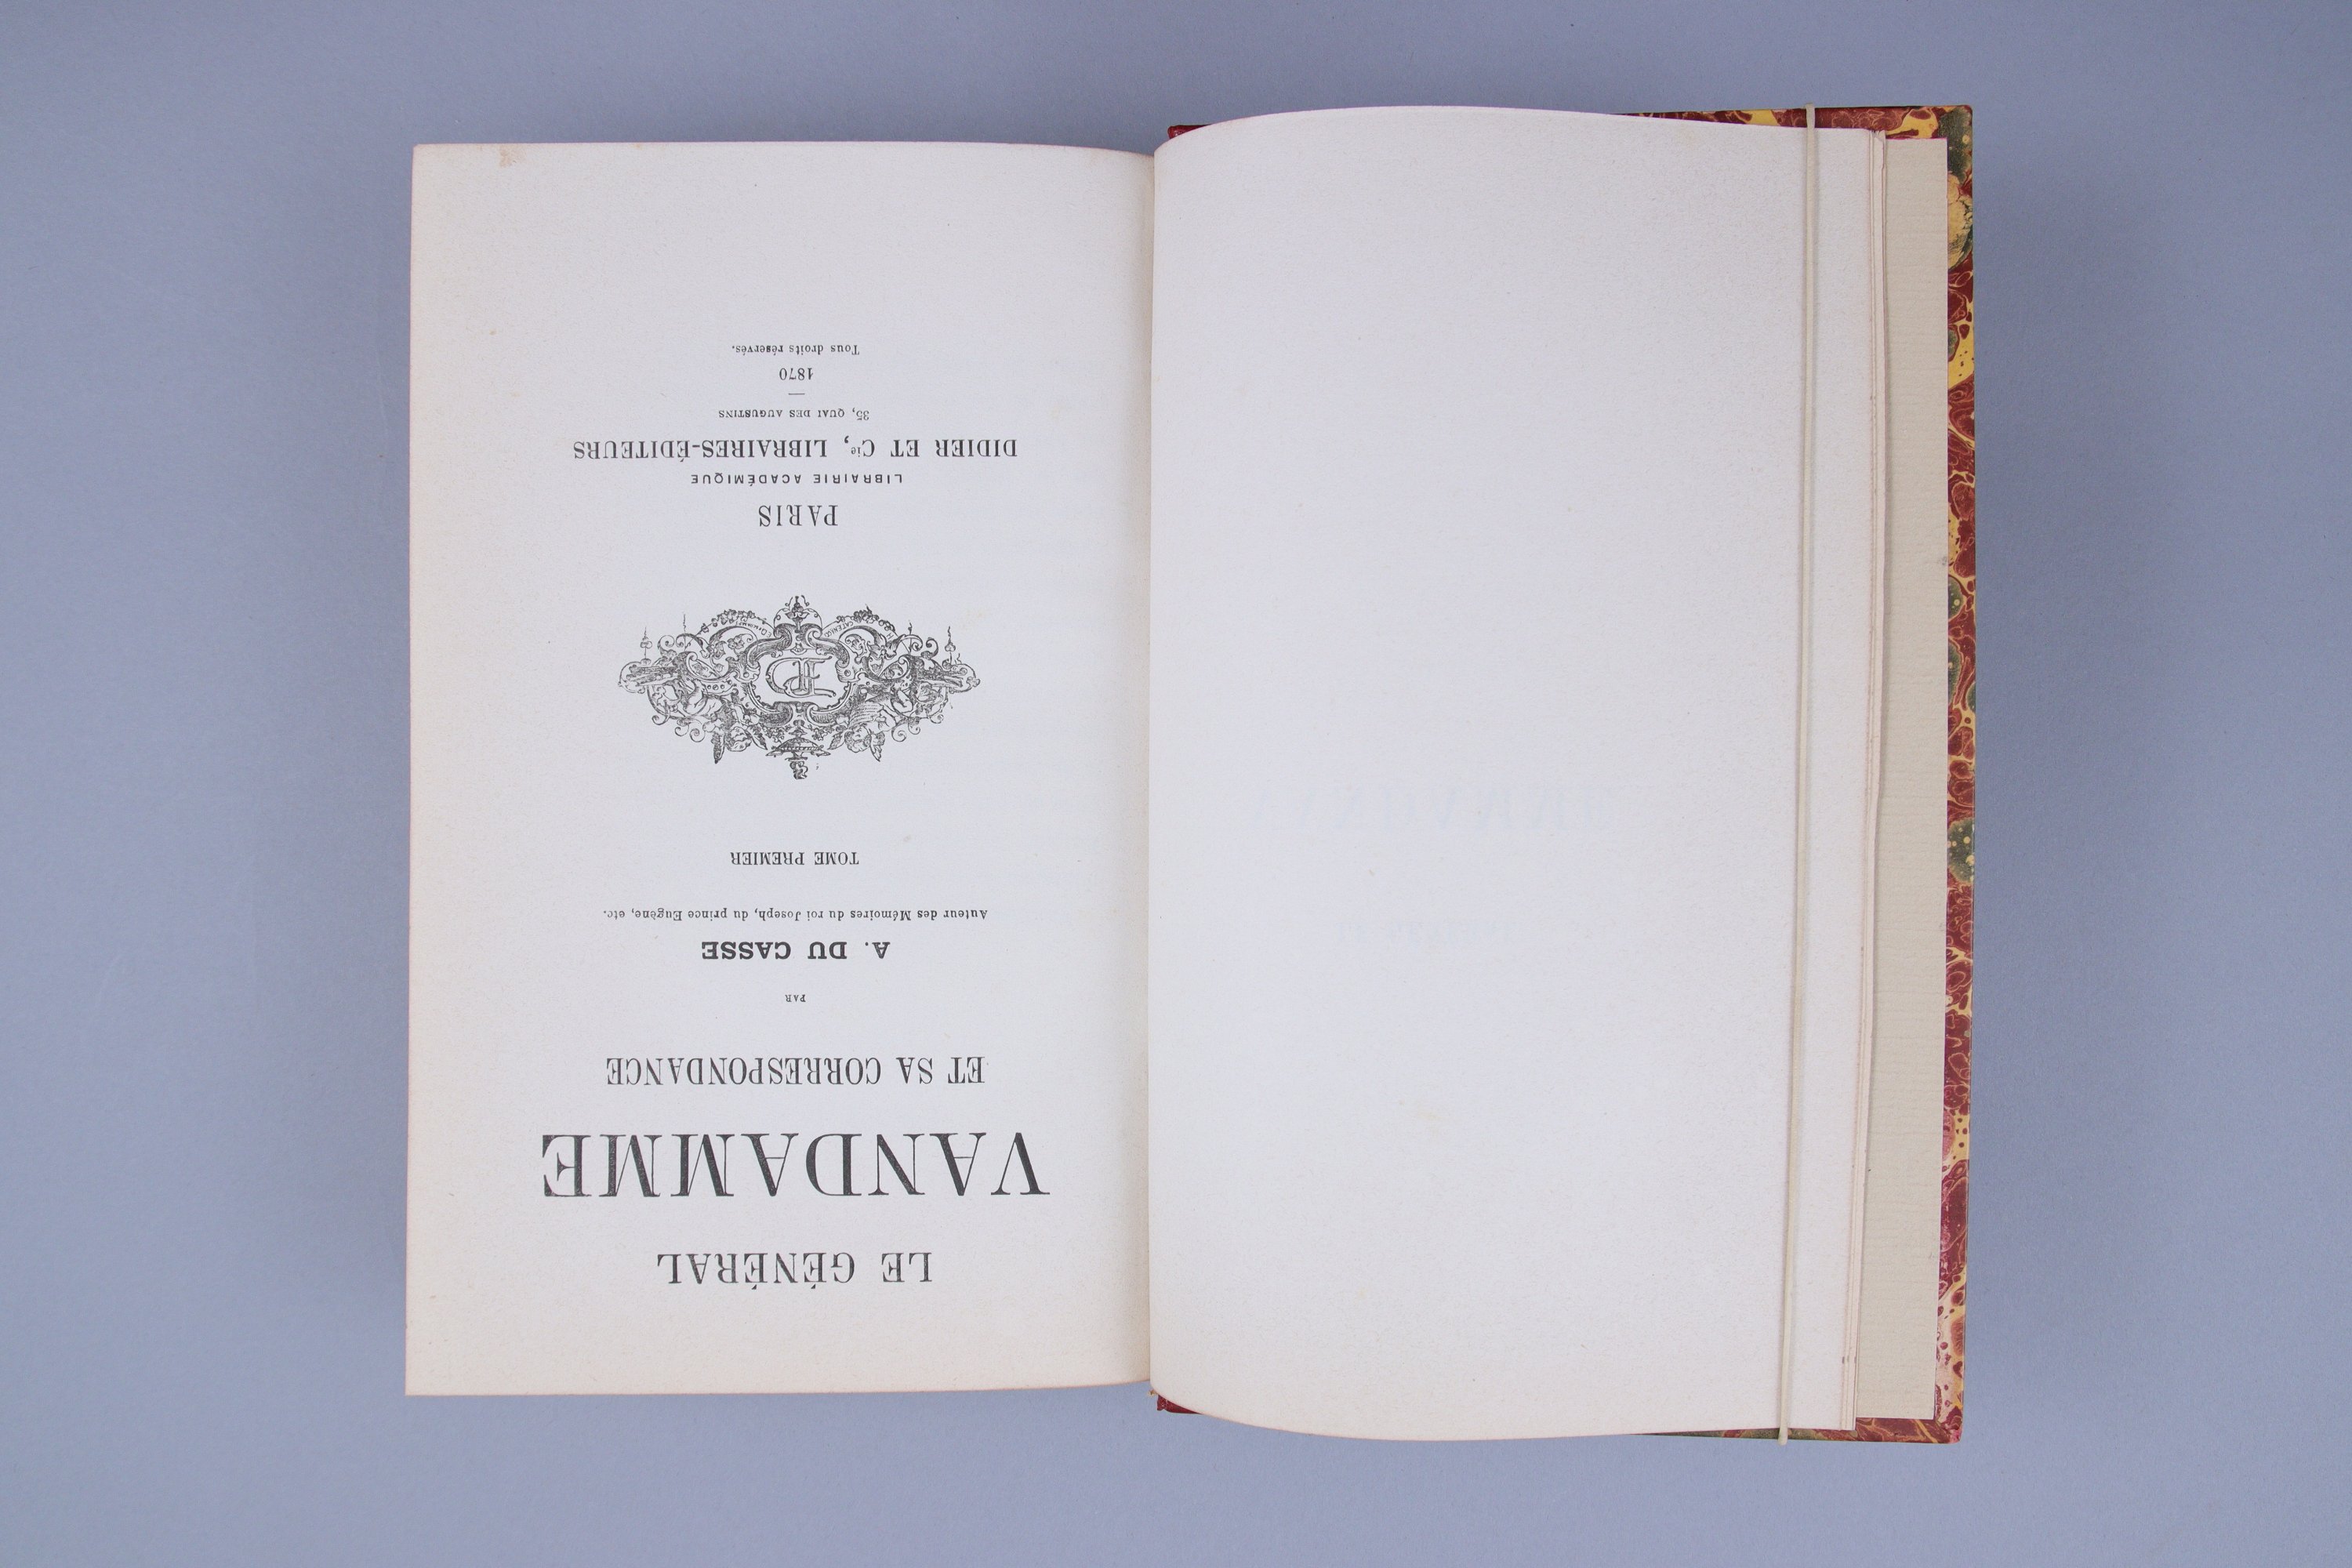 LE GÉNÉRAL
VANDAMME
ET SA CORRESPONDANCE
PAR
A. DU CASSE
Auteur des Mémoires du roi Joseph, du prince Eugène, etc.
TOME PREMIER
PARIS
LIBRAIRIE ACADÉMIQUE
DIDIER ET Cie, LIBRAIRES-ÉDITEURS
35, QUAI DES AUGUSTINS
1870
Tous droits réservés.